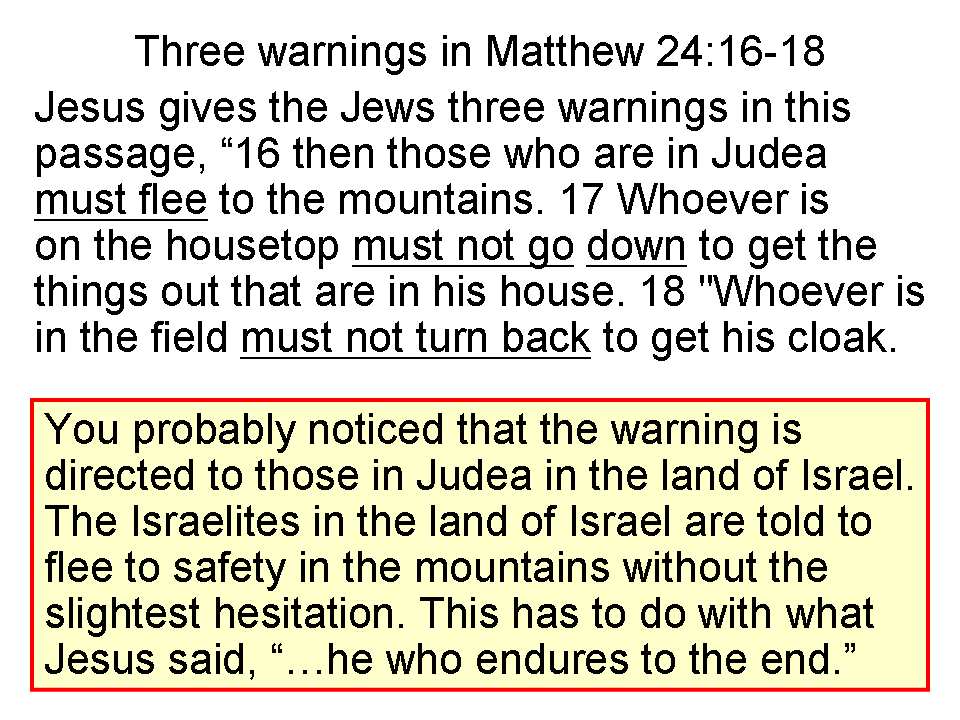 Three warnings in Matthew 24:16-18
Jesus gives the Jews three warnings in this
passage, “16 then those who are in Judea
must flee to the mountains. 17 Whoever is
on the housetop must not go down to get the
things out that are in his house. 18 "Whoever is
in the field must not turn back to get his cloak.
You probably noticed that the warning is
directed to those in Judea in the land of Israel.
The Israelites in the land of Israel are told to
flee to safety in the mountains without the
slightest hesitation. This has to do with what
Jesus said, “…he who endures to the end.”